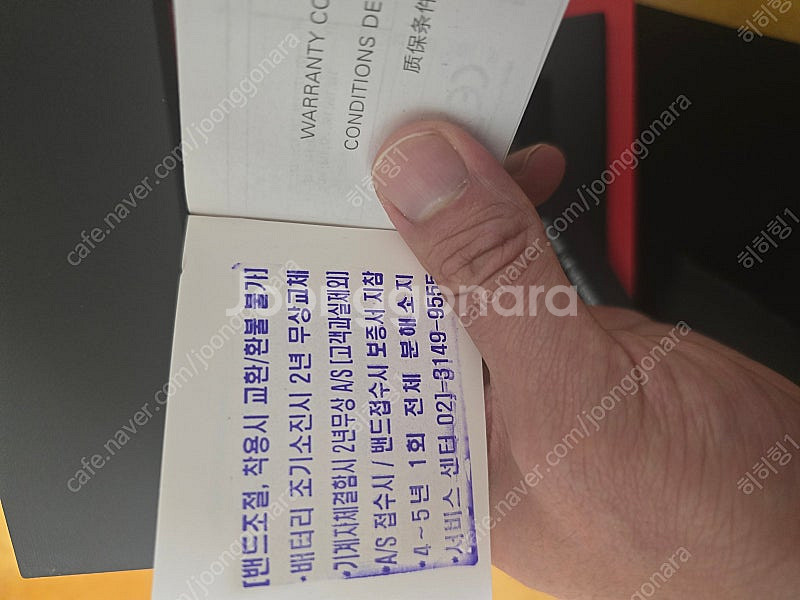 WARRANTY CO
CONDITIONS DE
质保条件
[밴드조절, 착용시 교환/환불 불가]
*배터리 조기소진시 2년 무상교체
*기계자체결함시 2년무상 A/S [고객과실제외]
*A/S 접수시 / 밴드접수시 보증서 지참
*4~5년 1회 전체 분해소지
*서비스 센터 02]-3149-9555
Joonggonara
cafe.naver.com/joonggonara
히히힝1